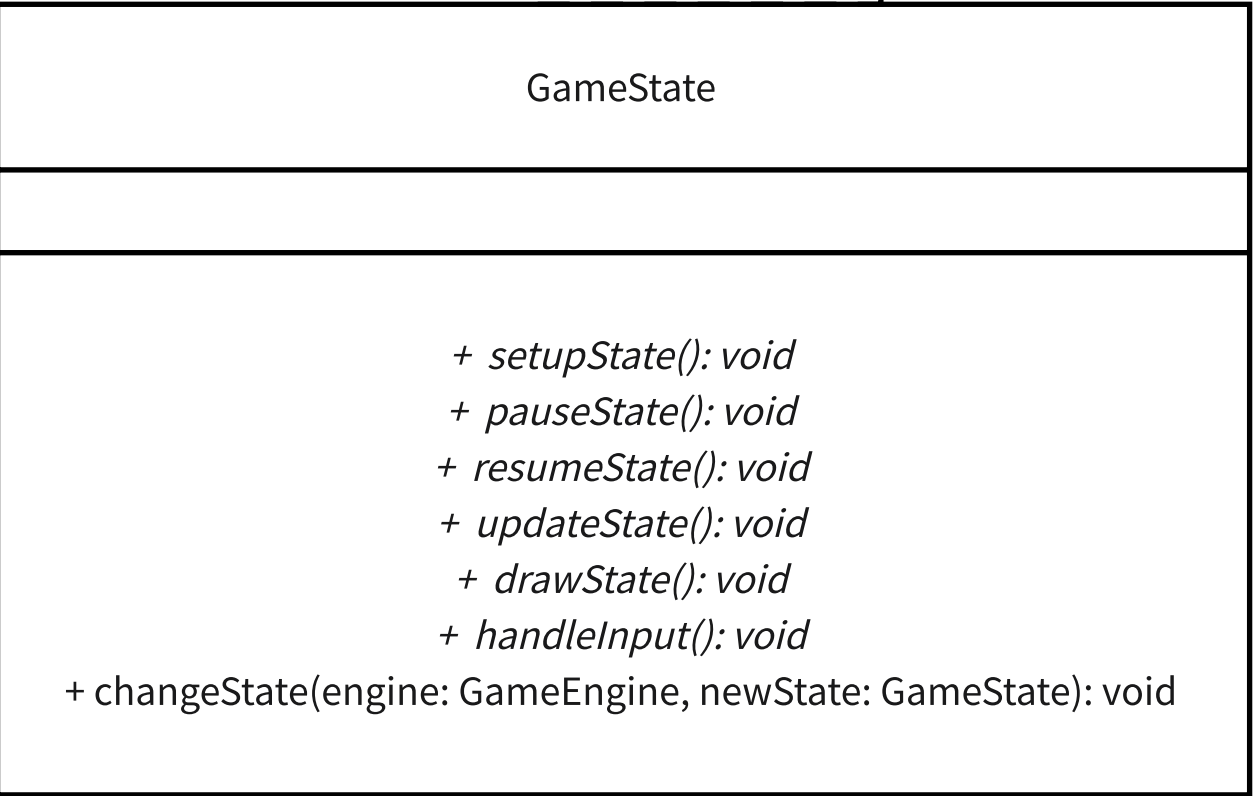 GameState
+ setupState(): void
+ pauseState(): void
+ resumeState(): void
+ updateState(): void
+ drawState(): void
+ handleInput(): void
+ changeState(engine: GameEngine, newState: GameState): void